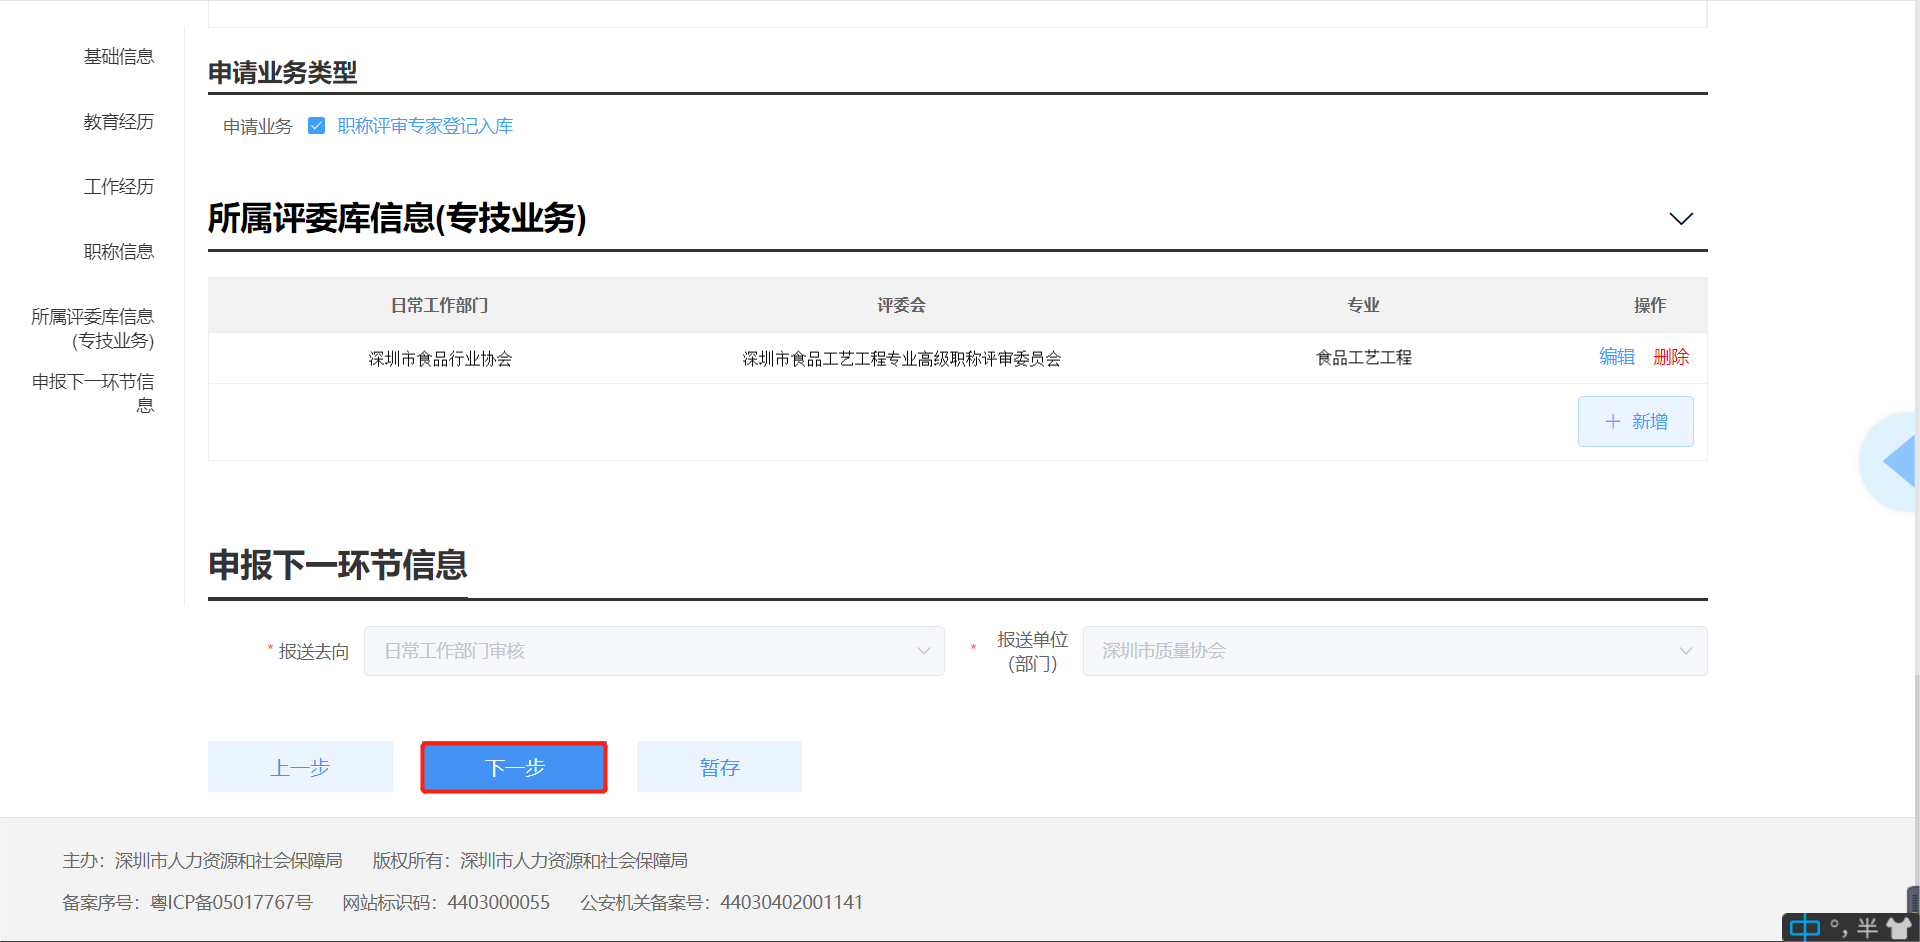 基础信息
教育经历
工作经历
职称信息
所属评委库信息
(专技业务)
申报下一环节信
息
申请业务类型
申请业务 职称评审专家登记入库
所属评委库信息(专技业务)
日常工作部门 评委会 专业 操作
深圳市食品行业协会 深圳市食品工艺工程专业高级职称评审委员会 食品工艺工程 编辑 删除
+ 新增
申报下一环节信息
* 报送去向 日常工作部门审核 * 报送单位
(部门) 深圳市质量协会
上一步 下一步 暂存
主办：深圳市人力资源和社会保障局 版权所有：深圳市人力资源和社会保障局
备案序号：粤ICP备05017767号 网站标识码：4403000055 公安机关备案号：44030402001141
中 °, 半